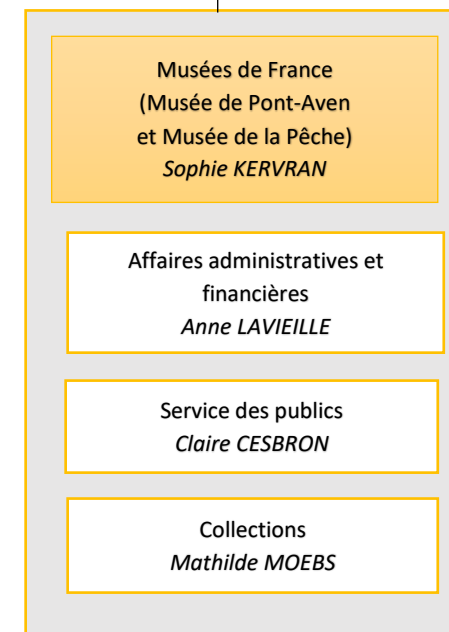 Musées de France
(Musée de Pont-Aven
et Musée de la Pêche)
Sophie KERVRAN
Affaires administratives et
financières
Anne LAVIEILLE
Service des publics
Claire CESBRON
Collections
Mathilde MOEBS